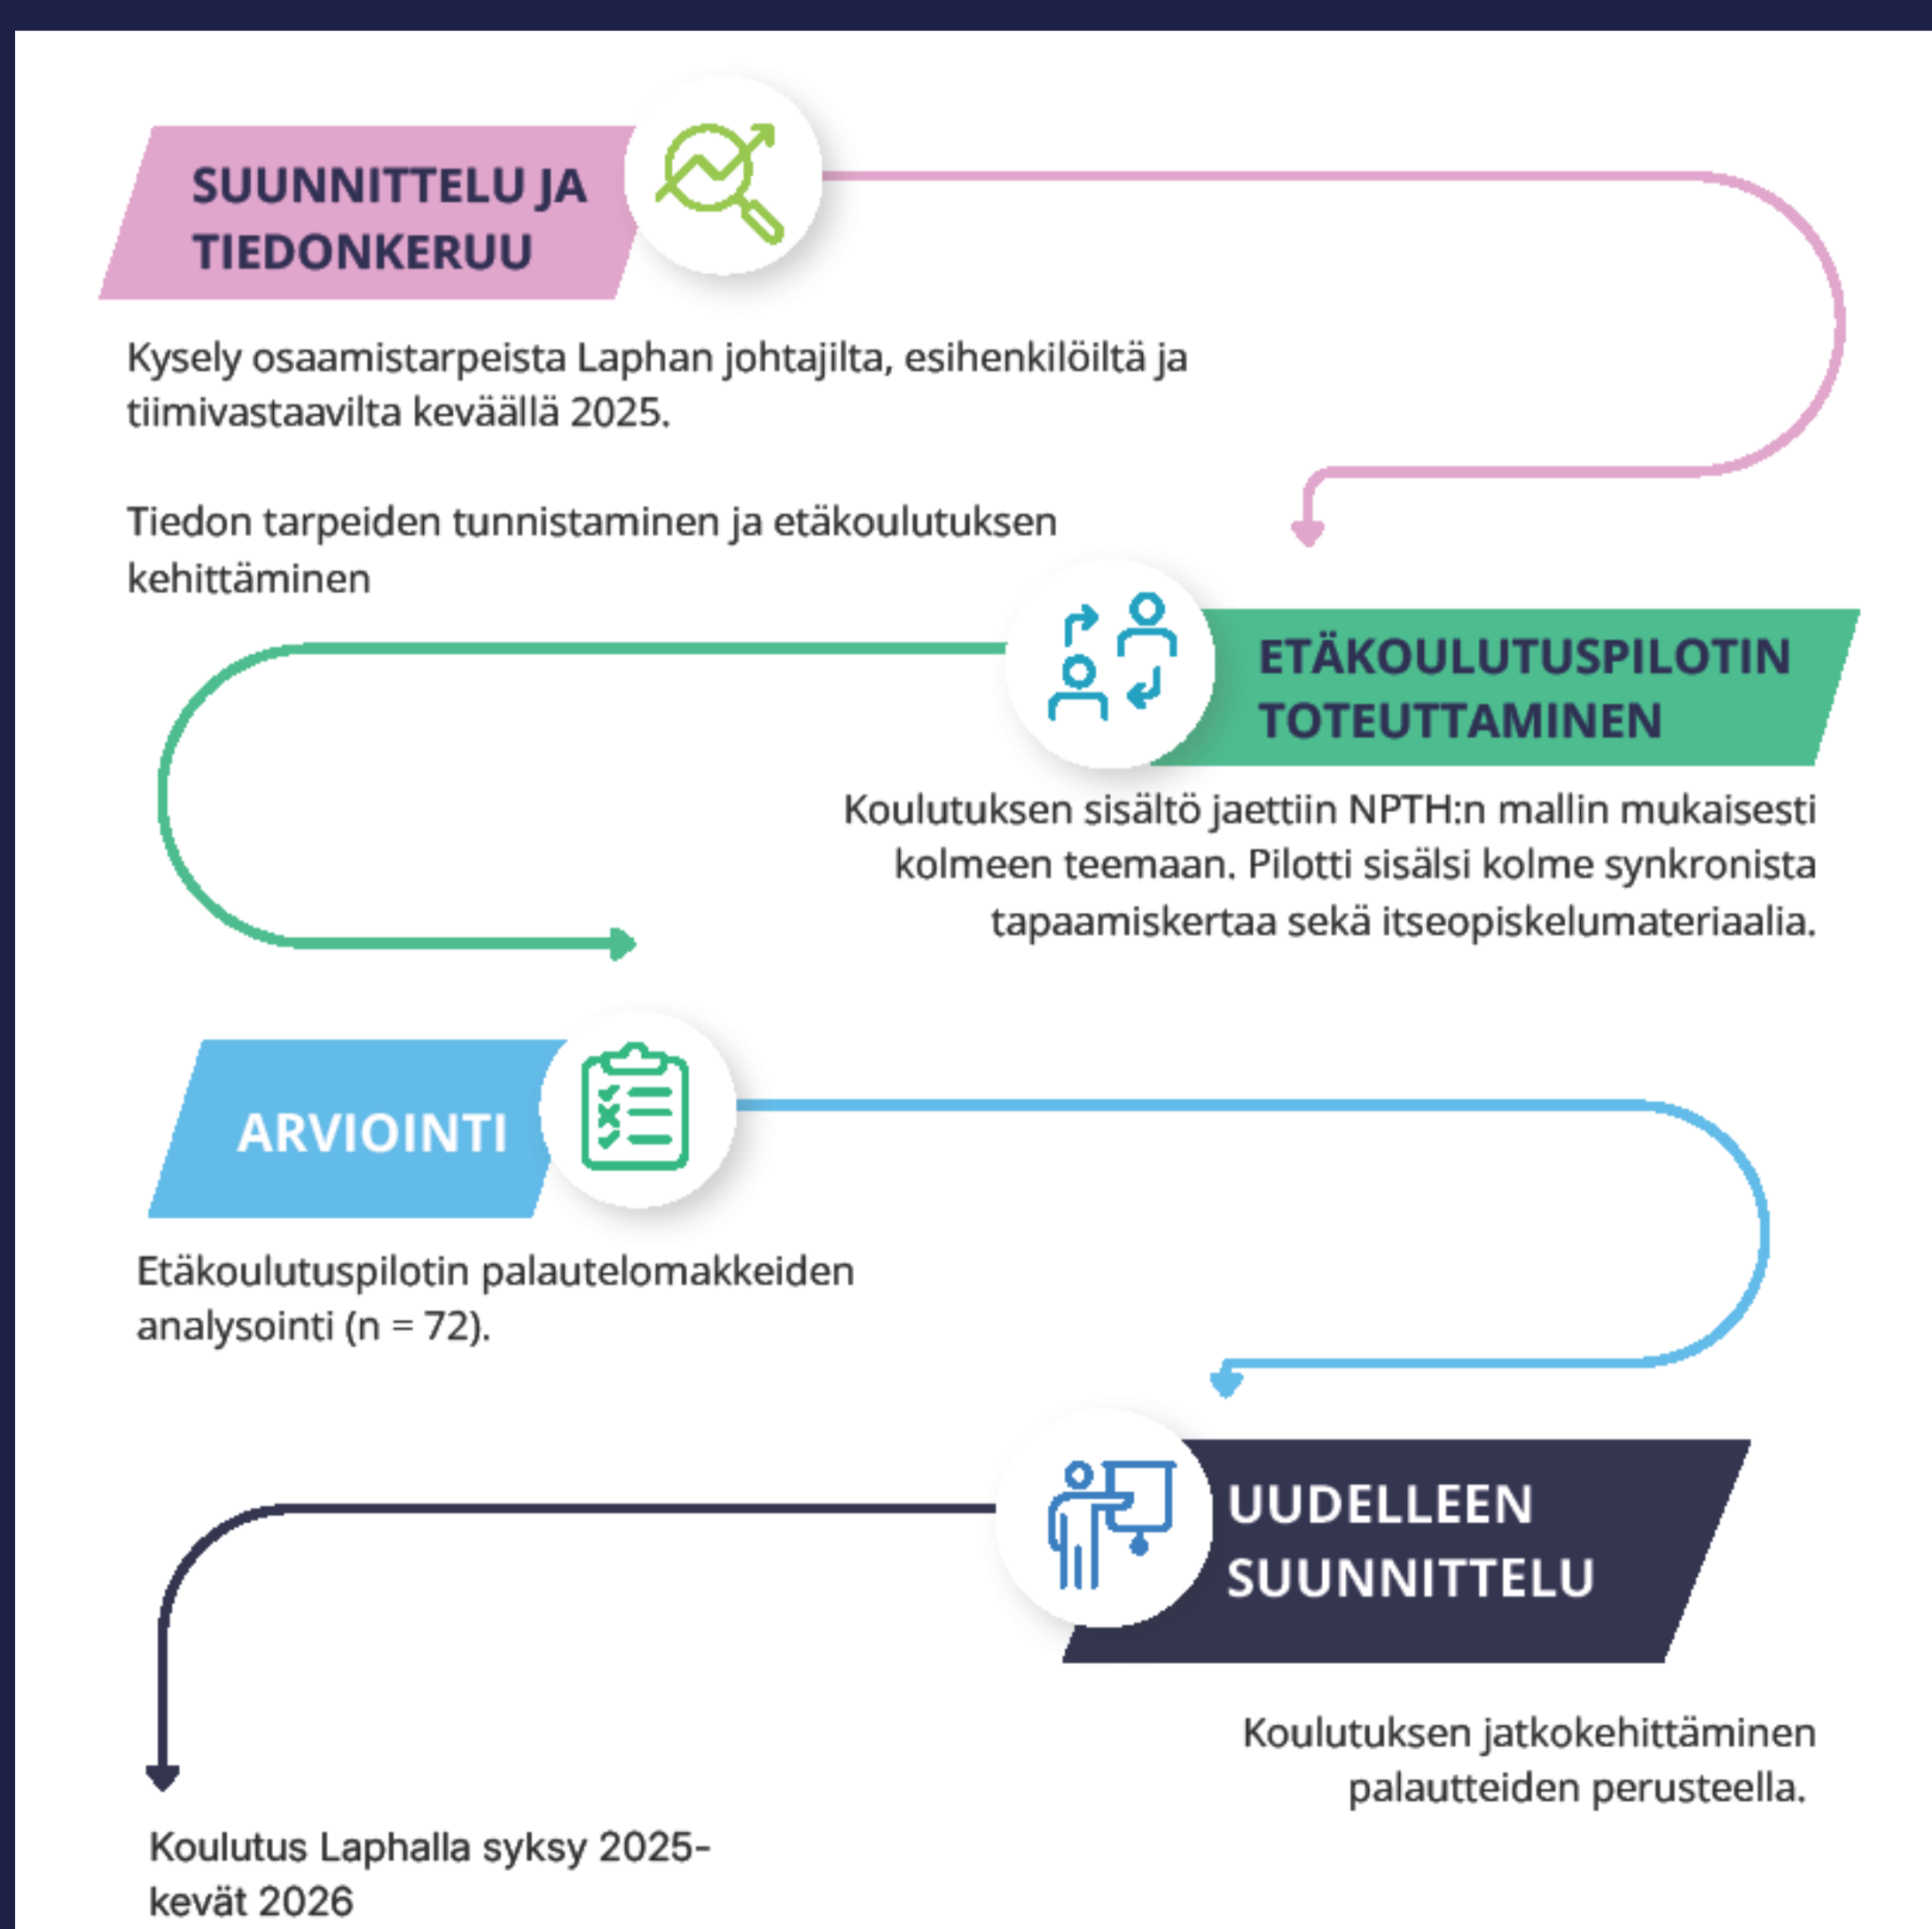 SUUNNITTELU JA
TIEDONKERUU
Kysely osaamistarpeista Laphan johtajilta, esihenkilöiltä ja
tiimivastaavilta keväällä 2025.
Tiedon tarpeiden tunnistaminen ja etäkoulutuksen
kehittäminen
ETÄKOULUTUSPILOTIN
TOTEUTTAMINEN
Koulutuksen sisältö jaettiin NPTH:n mallin mukaisesti
kolmeen teemaan. Pilotti sisälsi kolme synkronista
tapaamiskertaa sekä itseopiskelumateriaalia.
ARVIOINTI
Etäkoulutuspilotin palautelomakkeiden
analysointi (n = 72).
UUDELLEEN
SUUNNITTELU
Koulutuksen jatkokehittäminen
palautteiden perusteella.
Koulutus Laphalla syksy 2025-
kevät 2026